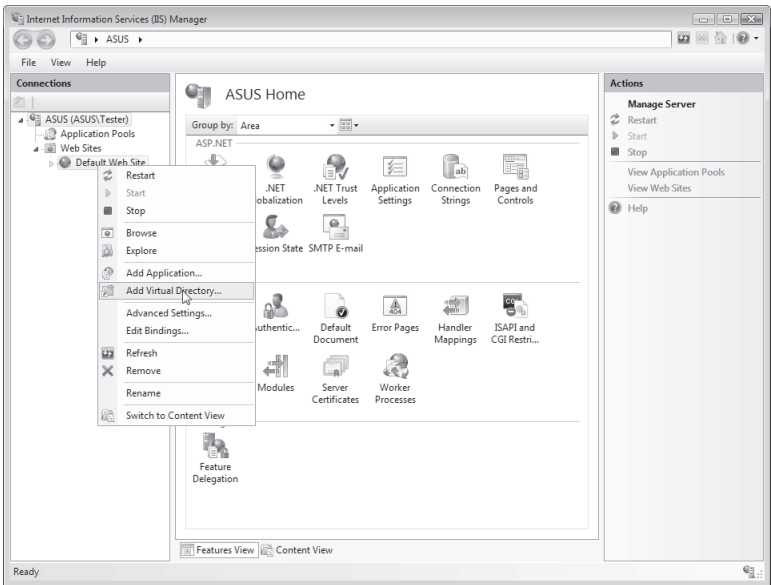 Internet Information Services (IIS) Manager
ASUS
File View Help
Connections
ASUS (ASUS\Tester)
Application Pools
Web Sites
Default Web Site
Restart
Start
Stop
Browse
Explore
Add Application...
Add Virtual Directory...
Advanced Settings...
Edit Bindings...
Refresh
Remove
Rename
Switch to Content View
ASUS Home
Group by: Area
ASP.NET
.NET
obalization
.NET Trust
Levels
Application
Settings
Connection
Strings
Pages and
Controls
ession State
SMTP E-mail
uthentic...
Default
Document
Error Pages
404
Handler
Mappings
ISAPI and
CGI Restri...
Modules
Server
Certificates
Worker
Processes
Feature
Delegation
Features View
Content View
Actions
Manage Server
Restart
Start
Stop
View Application Pools
View Web Sites
Help
Ready